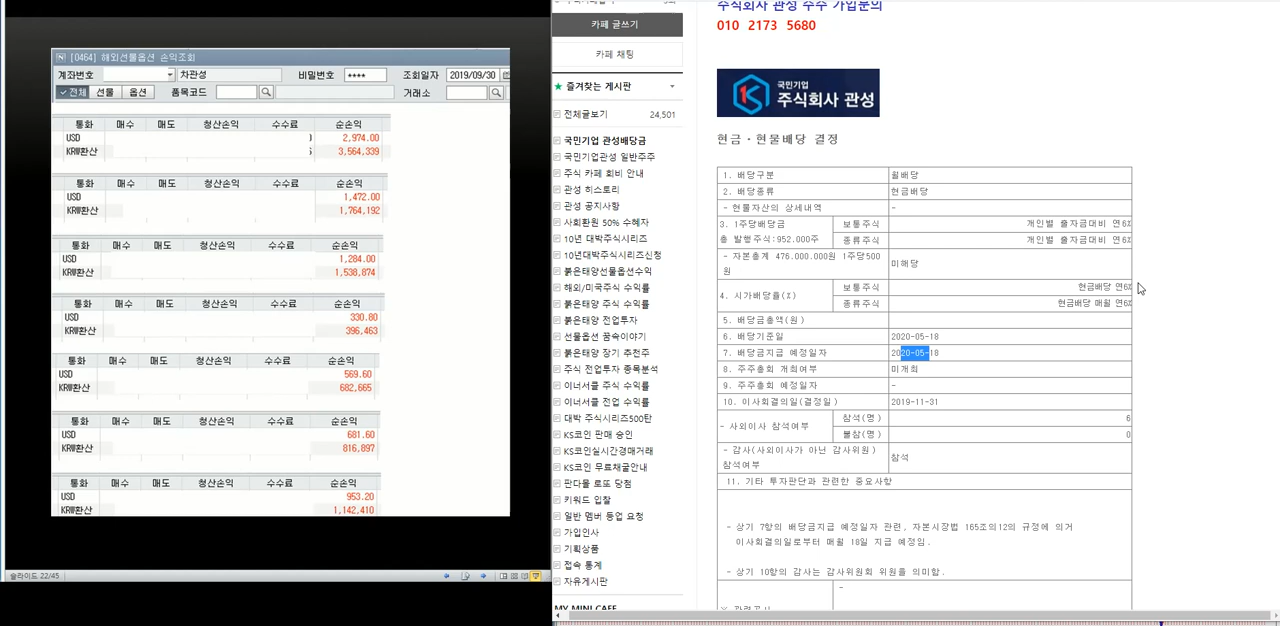 [0464] 해외선물옵션 손익조회
계좌번호 차관성 비밀번호 **** 조회일자 2019/09/30
전체 선물 옵션 품목코드 거래소
통화 매수 매도 청산손익 수수료 순손익
USD 2,974.00
KRW환산 3,564,339
통화 매수 매도 청산손익 수수료 순손익
USD 1,472.00
KRW환산 1,764,192
통화 매수 매도 청산손익 수수료 순손익
USD 1,284.00
KRW환산 1,538,874
통화 매수 매도 청산손익 수수료 순손익
USD 330.80
KRW환산 396,463
통화 매수 매도 청산손익 수수료 순손익
USD 569.60
KRW환산 682,665
통화 매수 매도 청산손익 수수료 순손익
USD 681.60
KRW환산 816,897
통화 매수 매도 청산손익 수수료 순손익
USD 953.20
KRW환산 1,142,410
슬라이드 22/45
카페 글쓰기
카페 채팅
★ 즐겨찾는 게시판
전체글보기 24,501
국민기업 관성배당금
국민기업관성 일반주주
주식 카페 회비 안내
관성 히스토리
관성 공지사항
사회환원 50% 수혜자
10년 대박주식시리즈
10년대박주식시리즈신청
붉은태양선물옵션수익
해외/미국주식 수익률
붉은태양 주식 수익률
붉은태양 전업투자
선물옵션 꿈속이야기
붉은태양 장기 추천주
주식 전업투자 종목분석
이너서클 주식 수익률
이너서클 전업 수익률
대박 주식시리즈500탄
KS코인 판매 승인
KS코인실시간경매거래
KS코인 무료채굴안내
판다몰 로또 당첨
키워드 입찰
일반 멤버 등업 요청
가입인사
기획상품
접속 통계
자유게시판
MY MINI CAFE
주식회사 관성 주주 가입문의
010 2173 5680
국민기업
주식회사 관성
현금·현물배당 결정
1. 배당구분 월배당
2. 배당종류 현금배당
- 현물자산의 상세내역 -
3. 1주당배당금
총 발행주식:952.000주
보통주식 개인별 출자금대비 연6%
종류주식 개인별 출자금대비 연6%
- 자본총계 476.000.000원 1주당500
원
미해당
4. 시가배당율(%)
보통주식 현금배당 연6%
종류주식 현금배당 매월 연6%
5. 배당금총액(원)
6. 배당기준일 2020-05-18
7. 배당금지급 예정일자 2020-05-18
8. 주주총회 개최여부 미개최
9. 주주총회 예정일자 -
10. 이사회결의일(결정일) 2019-11-31
- 사외이사 참석여부
참석(명) 6
불참(명) 0
- 감사(사외이사가 아닌 감사위원)
참석여부
참석
11. 기타 투자판단과 관련한 중요사항
- 상기 7항의 배당금지급 예정일자 관련, 자본시장법 165조의12의 규정에 의거
이사회결의일로부터 매월 18일 지급 예정임.
- 상기 10항의 감사는 감사위원회 위원을 의미함.
-